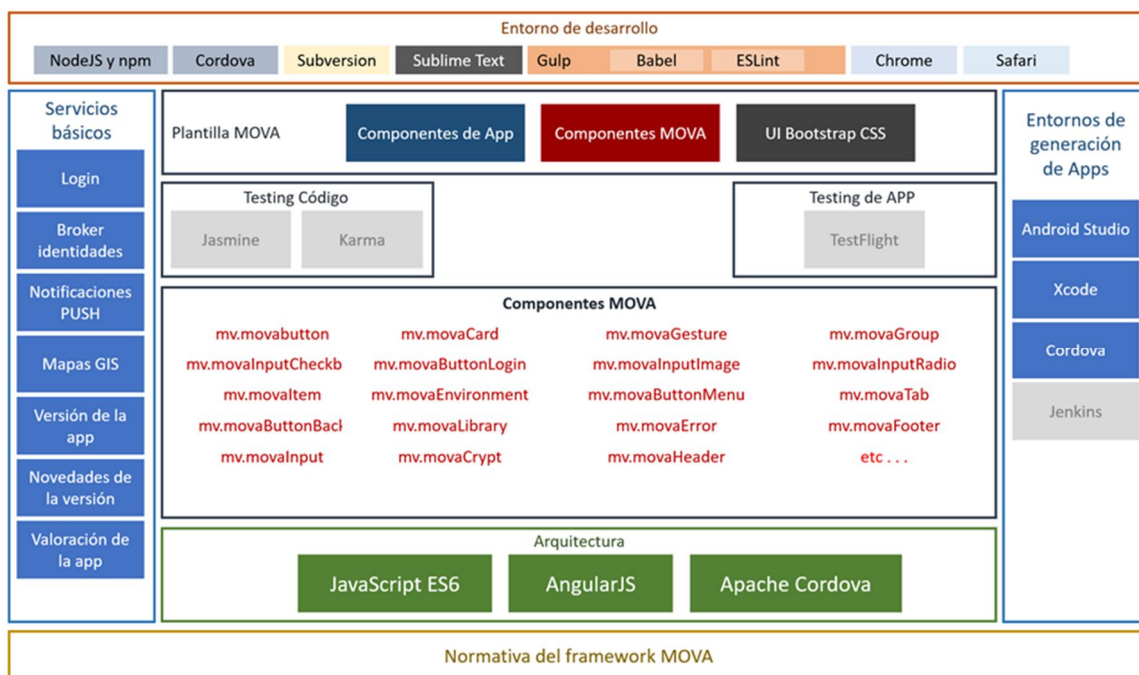 Entorno de desarrollo
NodeJS y npm
Cordova
Subversion
Sublime Text
Gulp
Babel
ESLint
Chrome
Safari
Servicios
básicos
Login
Broker
identidades
Notificaciones
PUSH
Mapas GIS
Versión de la
app
Novedades de
la versión
Valoración de
la app
Plantilla MOVA
Componentes de App
Componentes MOVA
UI Bootstrap CSS
Testing Código
Jasmine
Karma
Testing de APP
TestFlight
Componentes MOVA
mv.movabutton
mv.movaCard
mv.movaGesture
mv.movaGroup
mv.movaInputCheckb
mv.movaButtonLogin
mv.movaInputImage
mv.movaInputRadio
mv.movaItem
mv.movaEnvironment
mv.movaButtonMenu
mv.movaTab
mv.movaButtonBack
mv.movaLibrary
mv.movaError
mv.movaFooter
mv.movaInput
mv.movaCrypt
mv.movaHeader
etc . . .
Arquitectura
JavaScript ES6
AngularJS
Apache Cordova
Entornos de
generación
de Apps
Android Studio
Xcode
Cordova
Jenkins
Normativa del framework MOVA